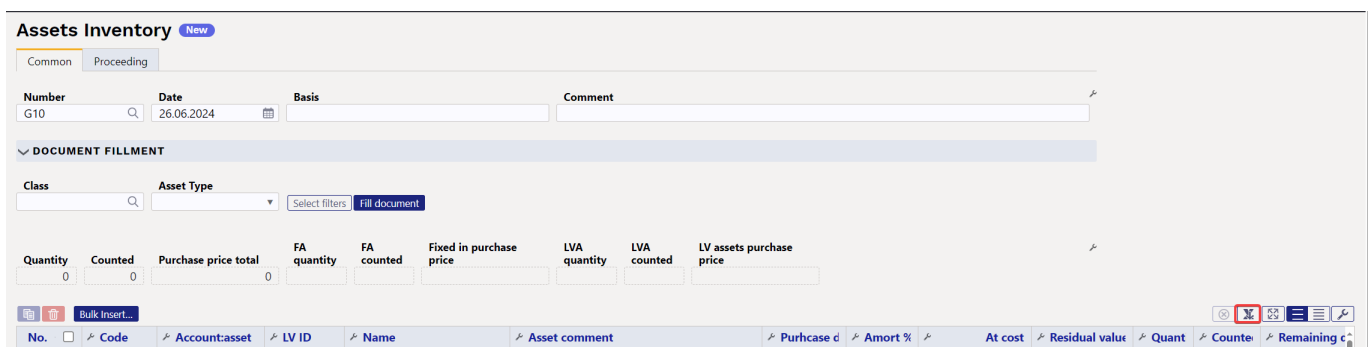 Assets Inventory New
Common Proceeding
Number Date Basis Comment
G10 26.06.2024
DOCUMENT FILLMENT
Class Asset Type
Select filters Fill document
FA FA Fixed in purchase LVA LVA LV assets purchase
Quantity Counted Purchase price total quantity counted price quantity counted price
0 0 0
Bulk Insert...
No. Code Account:asset LV ID Name Asset comment Purhcase d Amort % At cost Residual value Quant Counte Remaining